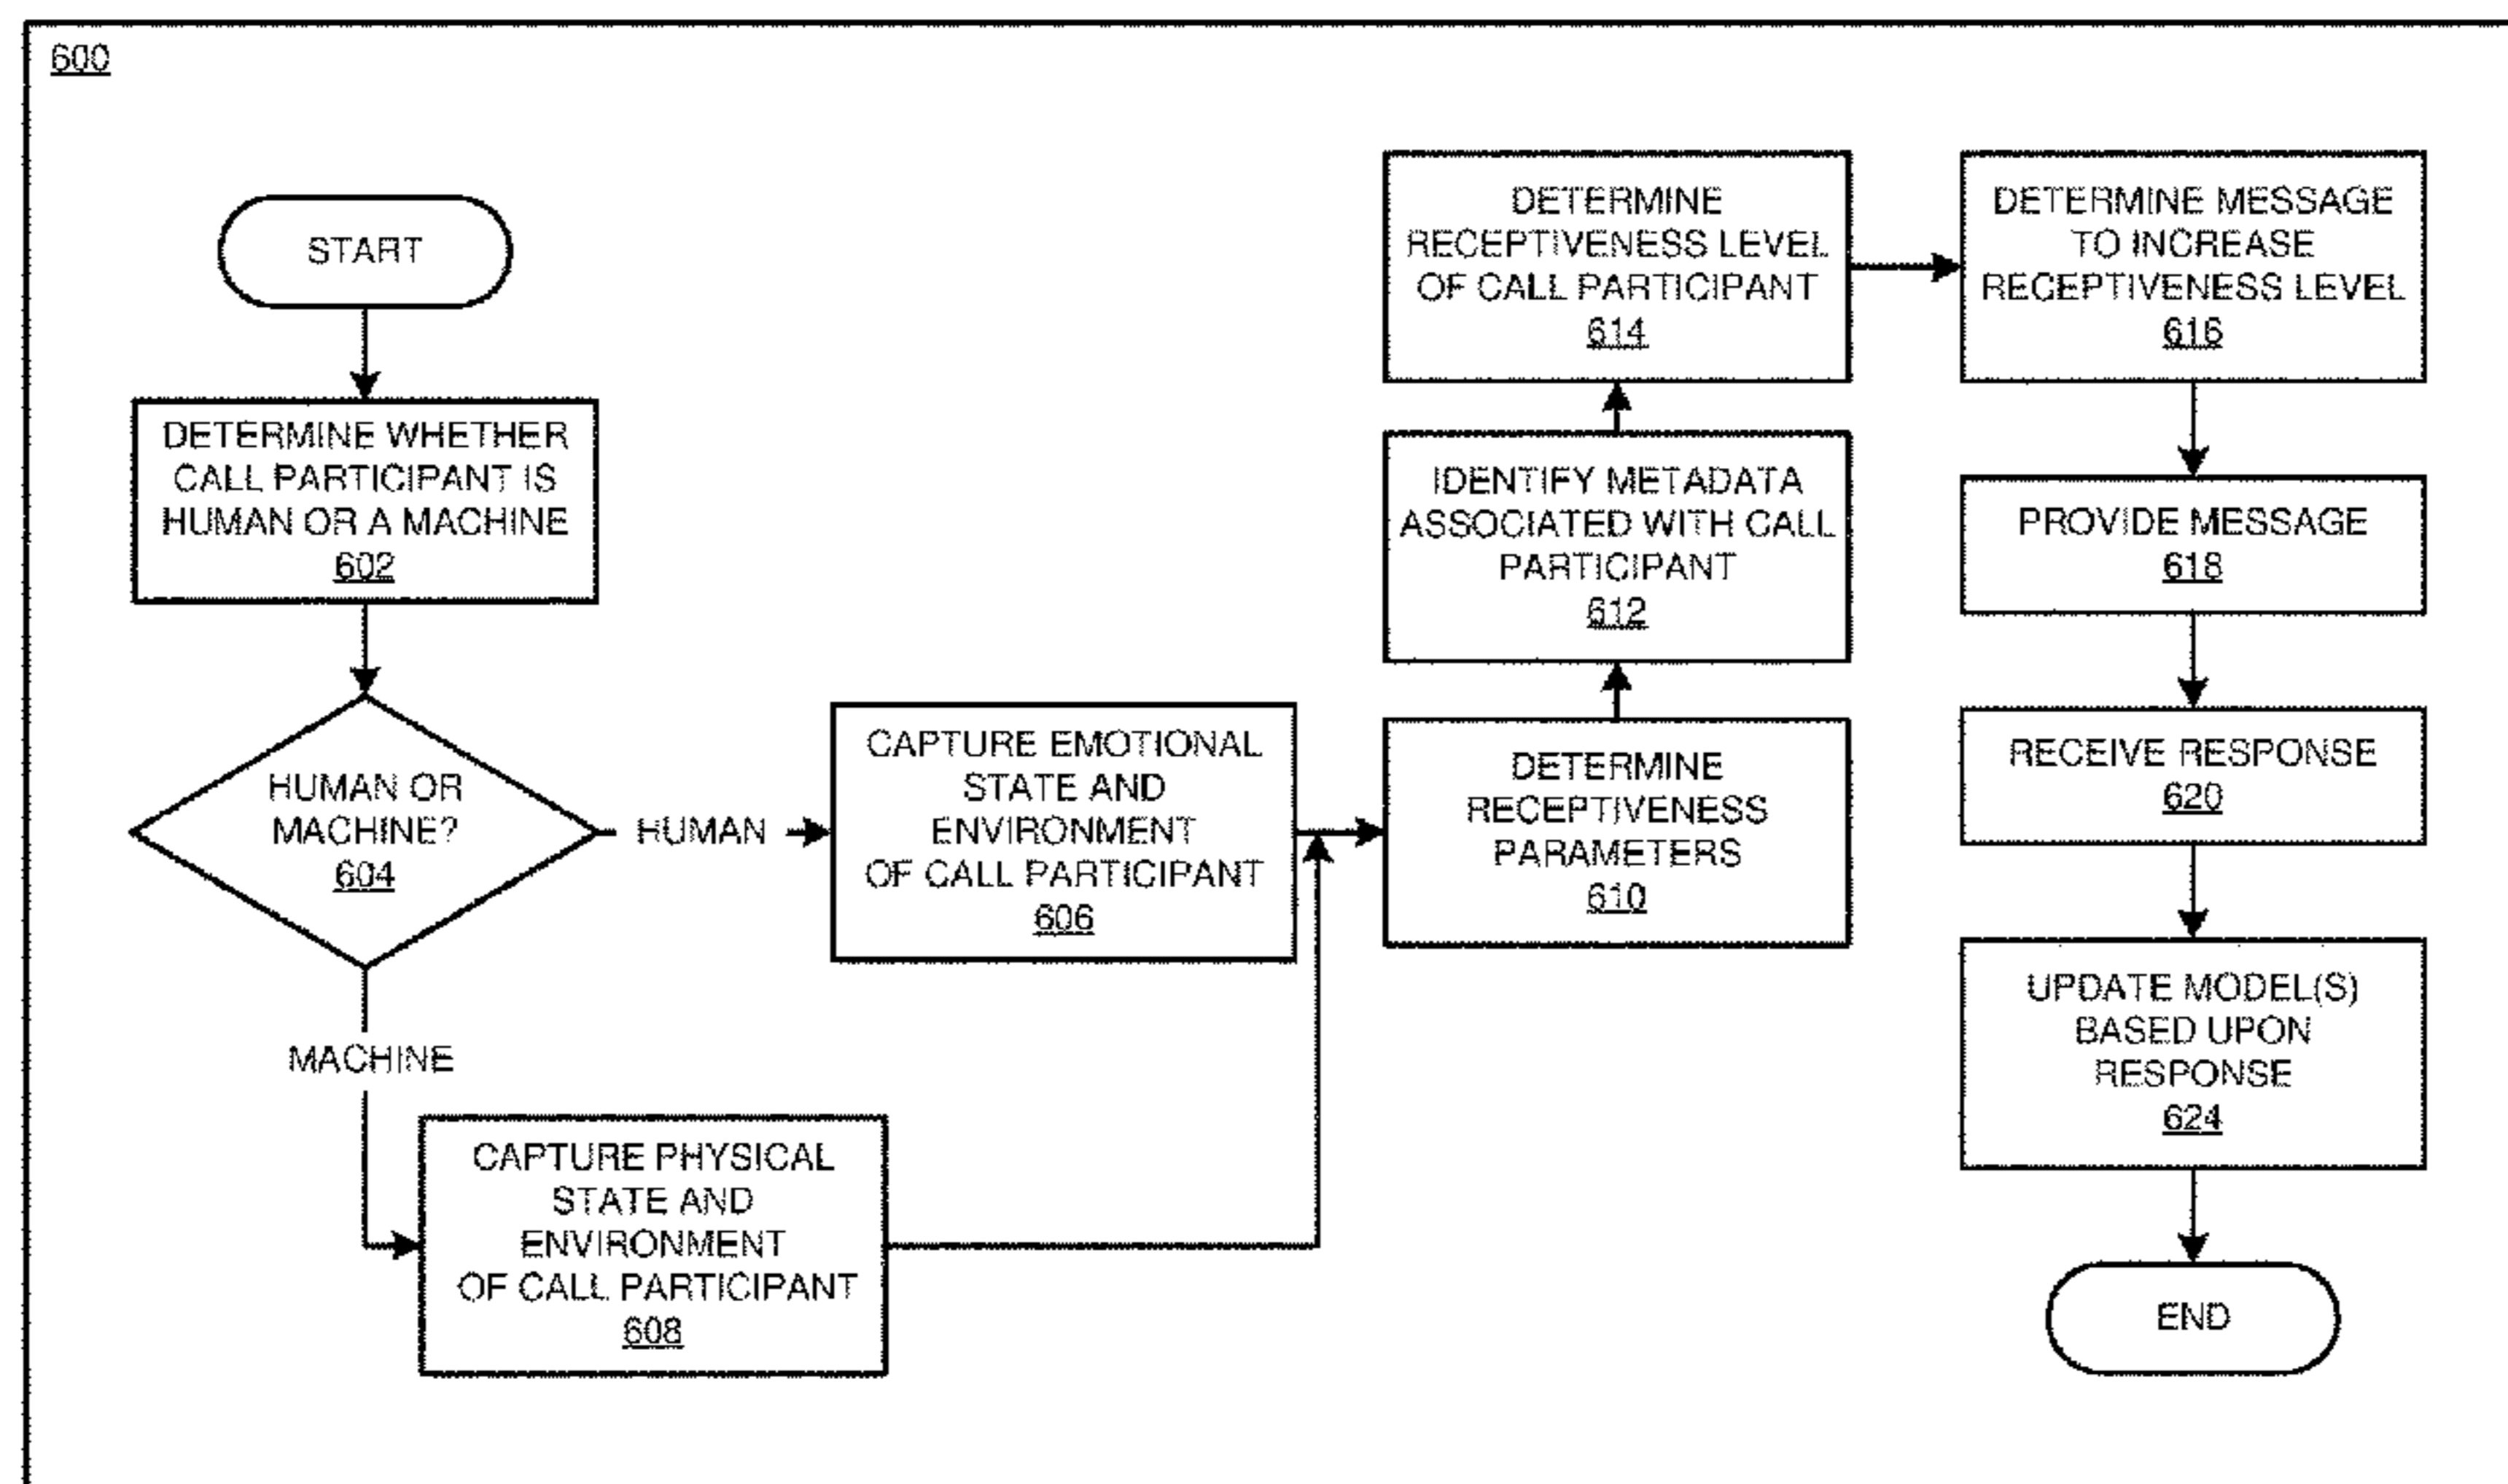 600
START
DETERMINE WHETHER
CALL PARTICIPANT IS
HUMAN OR A MACHINE
602
HUMAN OR
MACHINE?
604
HUMAN
MACHINE
CAPTURE EMOTIONAL
STATE AND
ENVIRONMENT
OF CALL PARTICIPANT
606
CAPTURE PHYSICAL
STATE AND
ENVIRONMENT
OF CALL PARTICIPANT
608
DETERMINE
RECEPTIVENESS
PARAMETERS
610
IDENTIFY METADATA
ASSOCIATED WITH CALL
PARTICIPANT
612
DETERMINE
RECEPTIVENESS LEVEL
OF CALL PARTICIPANT
614
DETERMINE MESSAGE
TO INCREASE
RECEPTIVENESS LEVEL
616
PROVIDE MESSAGE
618
RECEIVE RESPONSE
620
UPDATE MODEL(S)
BASED UPON
RESPONSE
624
END